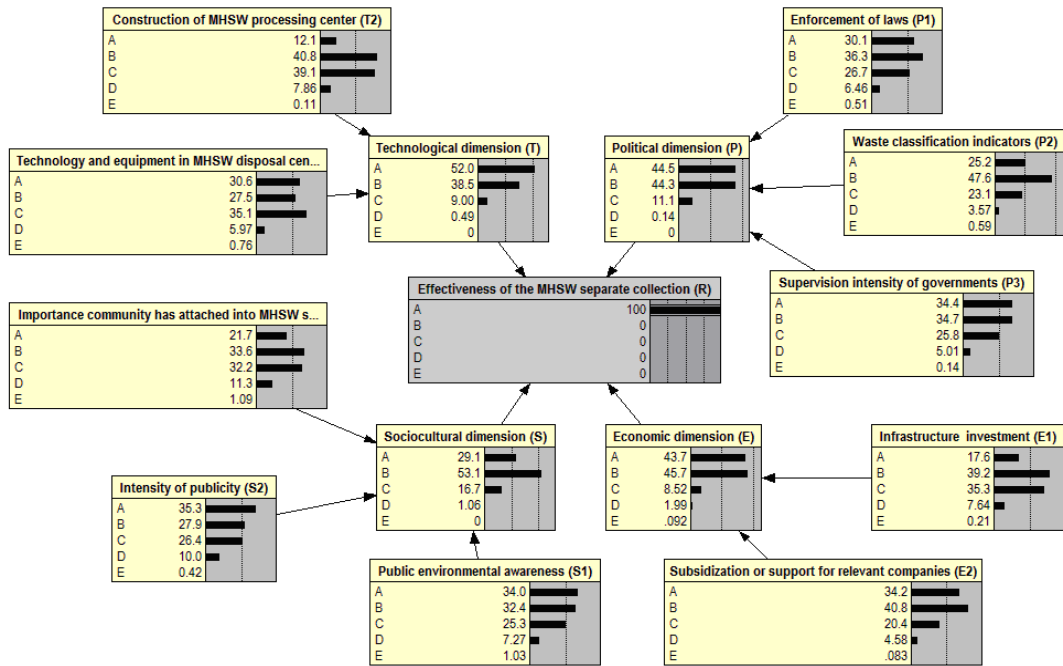 Construction of MHSW processing center (T2)
A 12.1
B 40.8
C 39.1
D 7.86
E 0.11
Enforcement of laws (P1)
A 30.1
B 36.3
C 26.7
D 6.46
E 0.51
Technology and equipment in MHSW disposal cen...
A 30.6
B 27.5
C 35.1
D 5.97
E 0.76
Technological dimension (T)
A 52.0
B 38.5
C 9.00
D 0.49
E 0
Political dimension (P)
A 44.5
B 44.3
C 11.1
D 0.14
E 0
Waste classification indicators (P2)
A 25.2
B 47.6
C 23.1
D 3.57
E 0.59
Effectiveness of the MHSW separate collection (R)
A 100
B 0
C 0
D 0
E 0
Supervision intensity of governments (P3)
A 34.4
B 34.7
C 25.8
D 5.01
E 0.14
Importance community has attached into MHSW s...
A 21.7
B 33.6
C 32.2
D 11.3
E 1.09
Sociocultural dimension (S)
A 29.1
B 53.1
C 16.7
D 1.06
E 0
Economic dimension (E)
A 43.7
B 45.7
C 8.52
D 1.99
E .092
Infrastructure investment (E1)
A 17.6
B 39.2
C 35.3
D 7.64
E 0.21
Intensity of publicity (S2)
A 35.3
B 27.9
C 26.4
D 10.0
E 0.42
Public environmental awareness (S1)
A 34.0
B 32.4
C 25.3
D 7.27
E 1.03
Subsidization or support for relevant companies (E2)
A 34.2
B 40.8
C 20.4
D 4.58
E .083